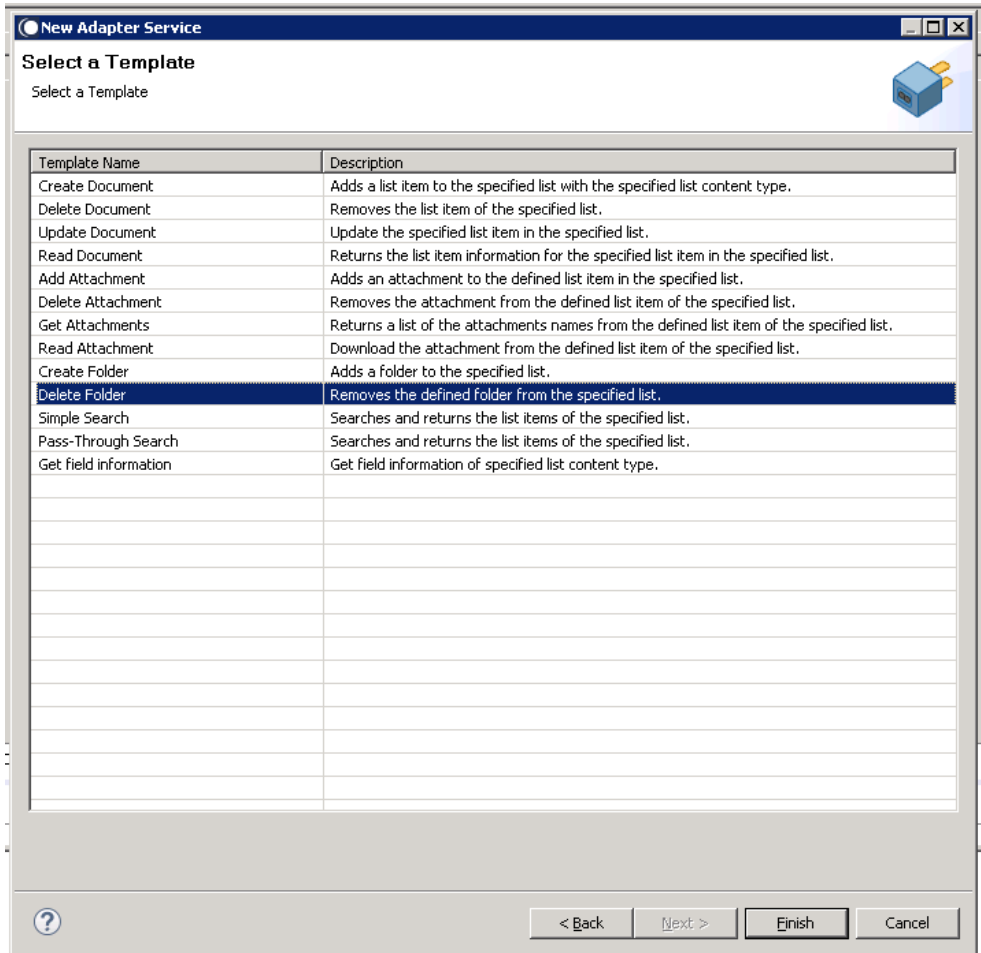 New Adapter Service
Select a Template
Select a Template
Template Name Description
Create Document Adds a list item to the specified list with the specified list content type.
Delete Document Removes the list item of the specified list.
Update Document Update the specified list item in the specified list.
Read Document Returns the list item information for the specified list item in the specified list.
Add Attachment Adds an attachment to the defined list item in the specified list.
Delete Attachment Removes the attachment from the defined list item of the specified list.
Get Attachments Returns a list of the attachments names from the defined list item of the specified list.
Read Attachment Download the attachment from the defined list item of the specified list.
Create Folder Adds a folder to the specified list.
Delete Folder Removes the defined folder from the specified list.
Simple Search Searches and returns the list items of the specified list.
Pass-Through Search Searches and returns the list items of the specified list.
Get field information Get field information of specified list content type.
? < Back Next > Finish Cancel